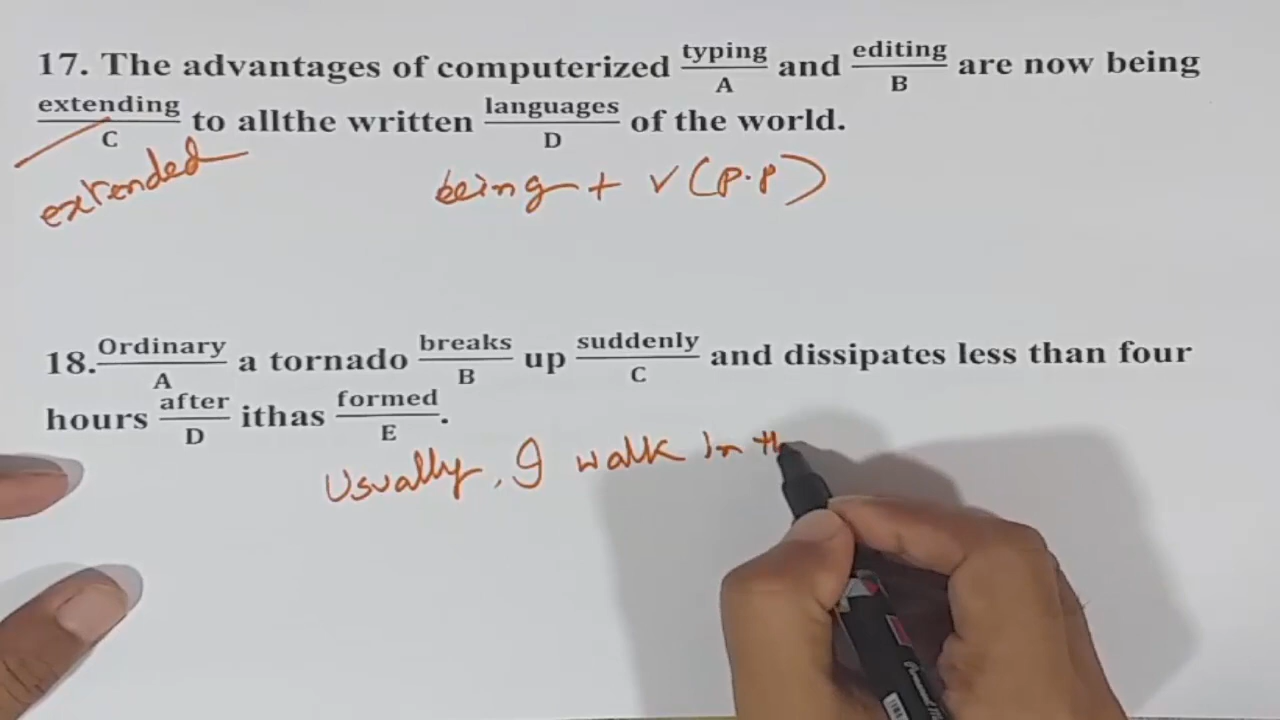 17. The advantages of computerized typing and editing are now being
A B
extending to allthe written languages of the world.
C D
extended being + v (p.p)
18. Ordinary a tornado breaks up suddenly and dissipates less than four
A B C
hours after ithas formed.
D E
Usually, I walk in th